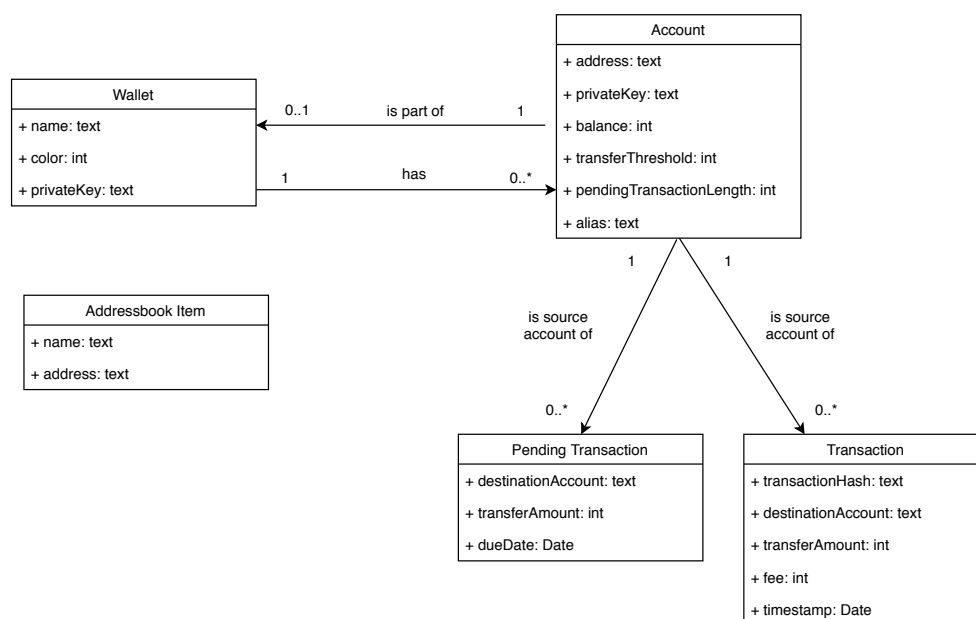 Account
+ address: text
+ privateKey: text
+ balance: int
+ transferThreshold: int
+ pendingTransactionLength: int
+ alias: text
Wallet
+ name: text
+ color: int
+ privateKey: text
0..1 is part of 1
1 has 0..*
Addressbook Item
+ name: text
+ address: text
1 1
is source
account of
is source
account of
0..* 0..*
Pending Transaction
+ destinationAccount: text
+ transferAmount: int
+ dueDate: Date
Transaction
+ transactionHash: text
+ destinationAccount: text
+ transferAmount: int
+ fee: int
+ timestamp: Date